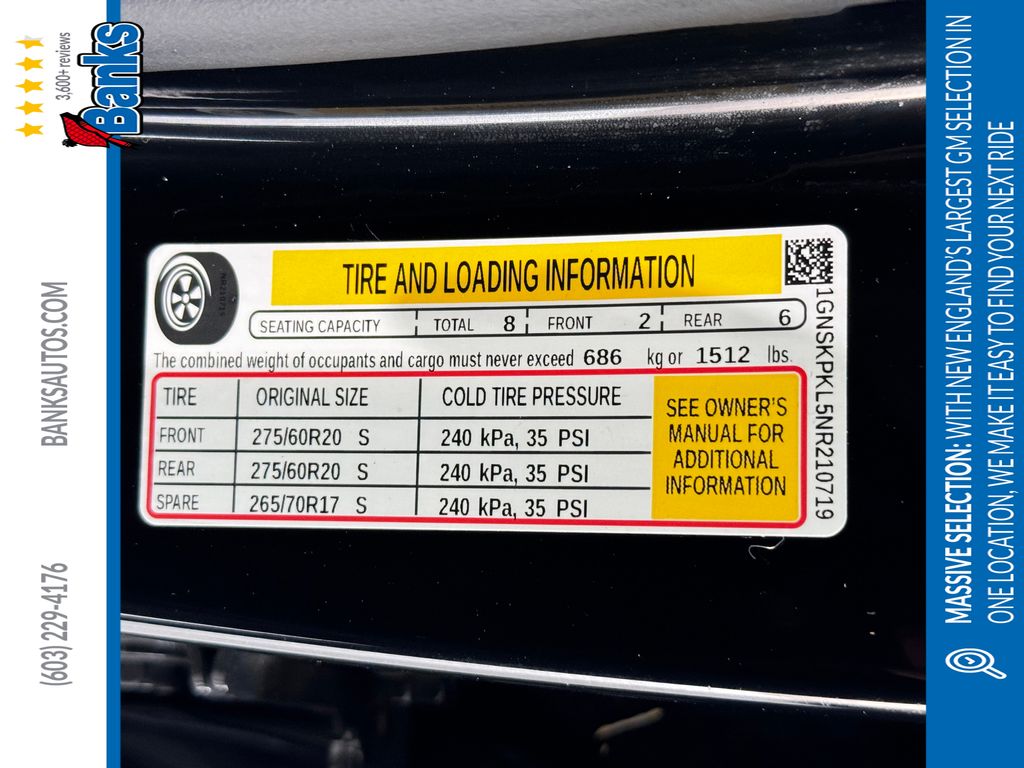 3,600+ reviews
Banks
BANKSAUTOS.COM
(603) 229-4176
TIRE AND LOADING INFORMATION
SEATING CAPACITY TOTAL 8 FRONT 2 REAR 6
The combined weight of occupants and cargo must never exceed 686 kg or 1512 lbs.
TIRE ORIGINAL SIZE COLD TIRE PRESSURE
FRONT 275/60R20 S 240 kPa, 35 PSI
REAR 275/60R20 S 240 kPa, 35 PSI
SPARE 265/70R17 S 240 kPa, 35 PSI
SEE OWNER'S
MANUAL FOR
ADDITIONAL
INFORMATION
1GNSKPKL5NR210719
NR210719
MASSIVE SELECTION: WITH NEW ENGLAND'S LARGEST GM SELECTION IN
ONE LOCATION, WE MAKE IT EASY TO FIND YOUR NEXT RIDE